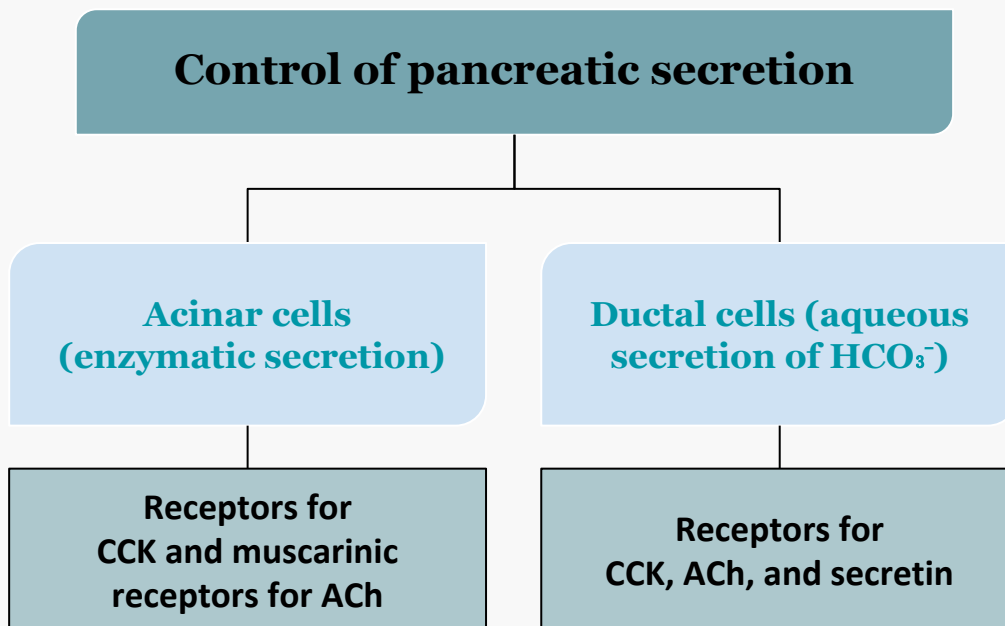 Control of pancreatic secretion
Acinar cells
(enzymatic secretion)
Ductal cells (aqueous
secretion of HCO₃⁻)
Receptors for
CCK and muscarinic
receptors for ACh
Receptors for
CCK, ACh, and secretin